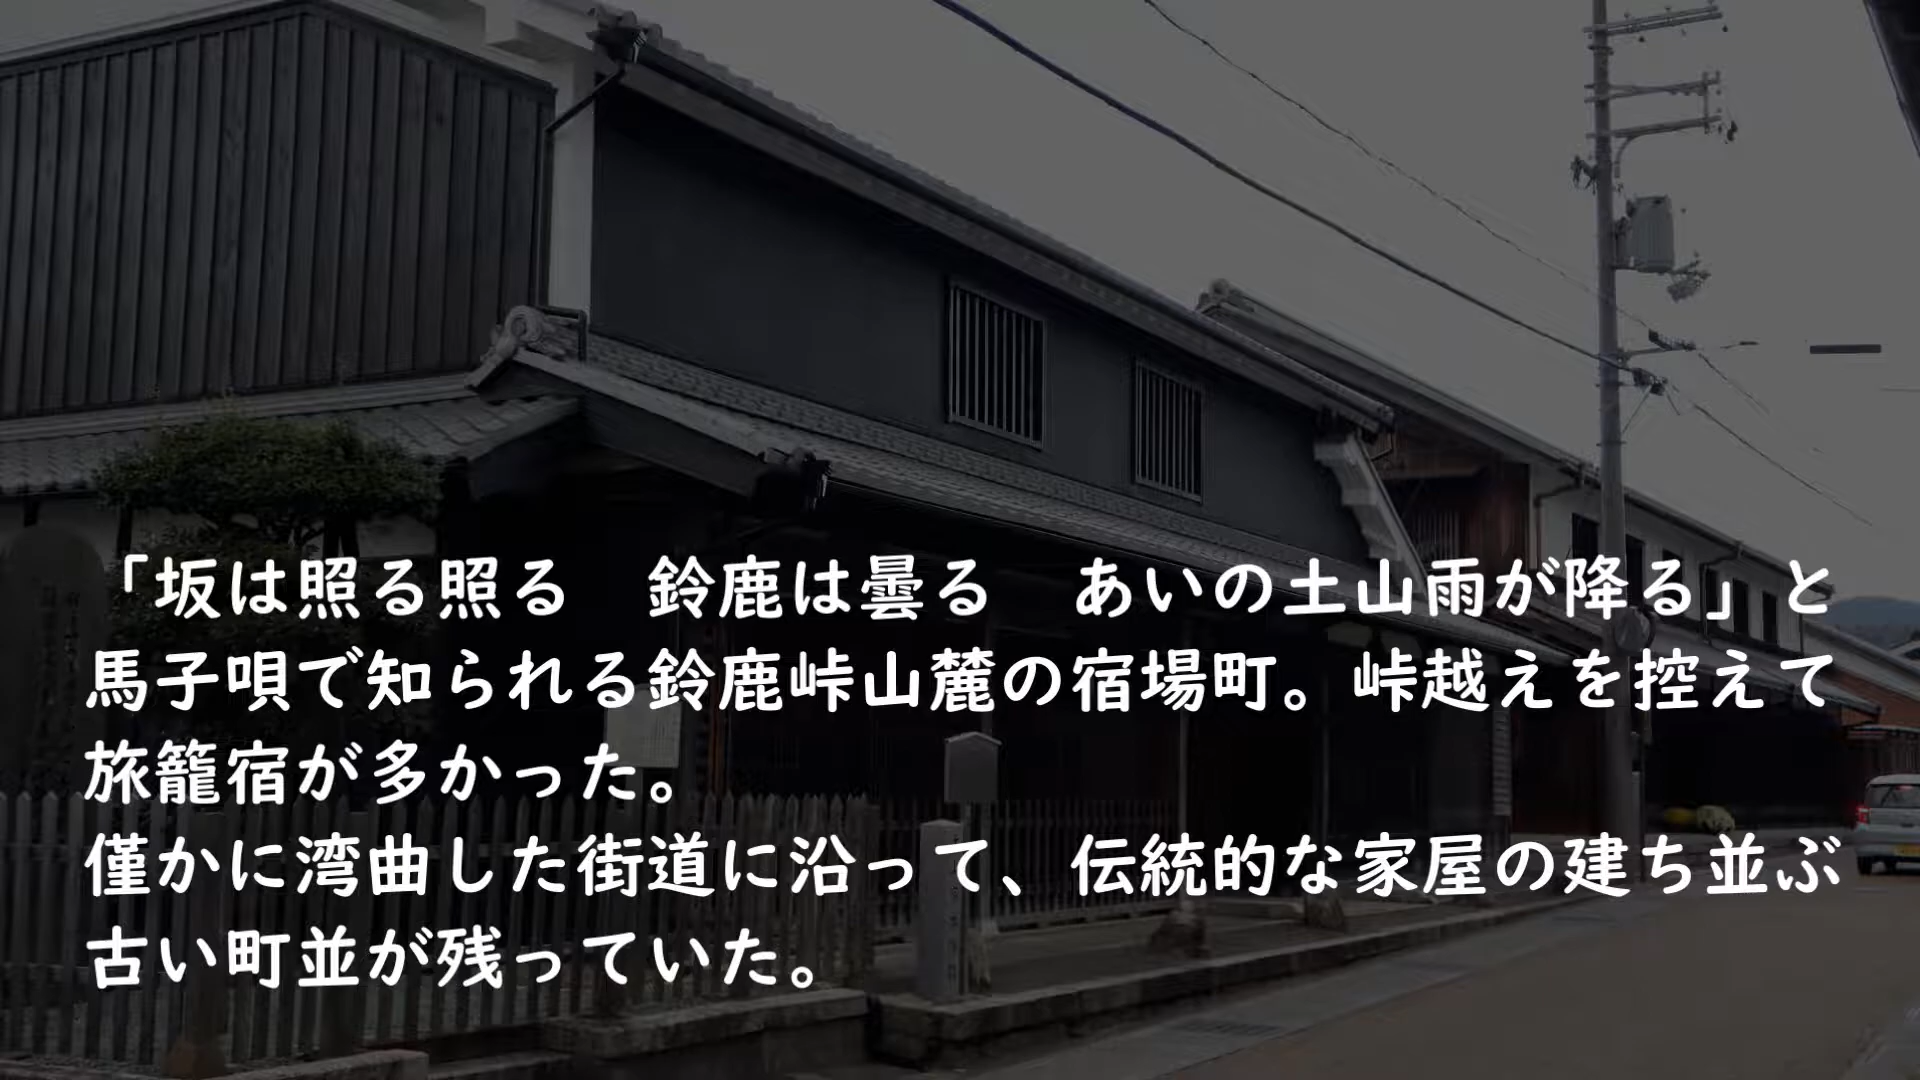 「坂は照る照る　鈴鹿は曇る　あいの土山雨が降る」と
馬子唄で知られる鈴鹿峠山麓の宿場町。峠越えを控えて
旅籠宿が多かった。
僅かに湾曲した街道に沿って、伝統的な家屋の建ち並ぶ
古い町並が残っていた。